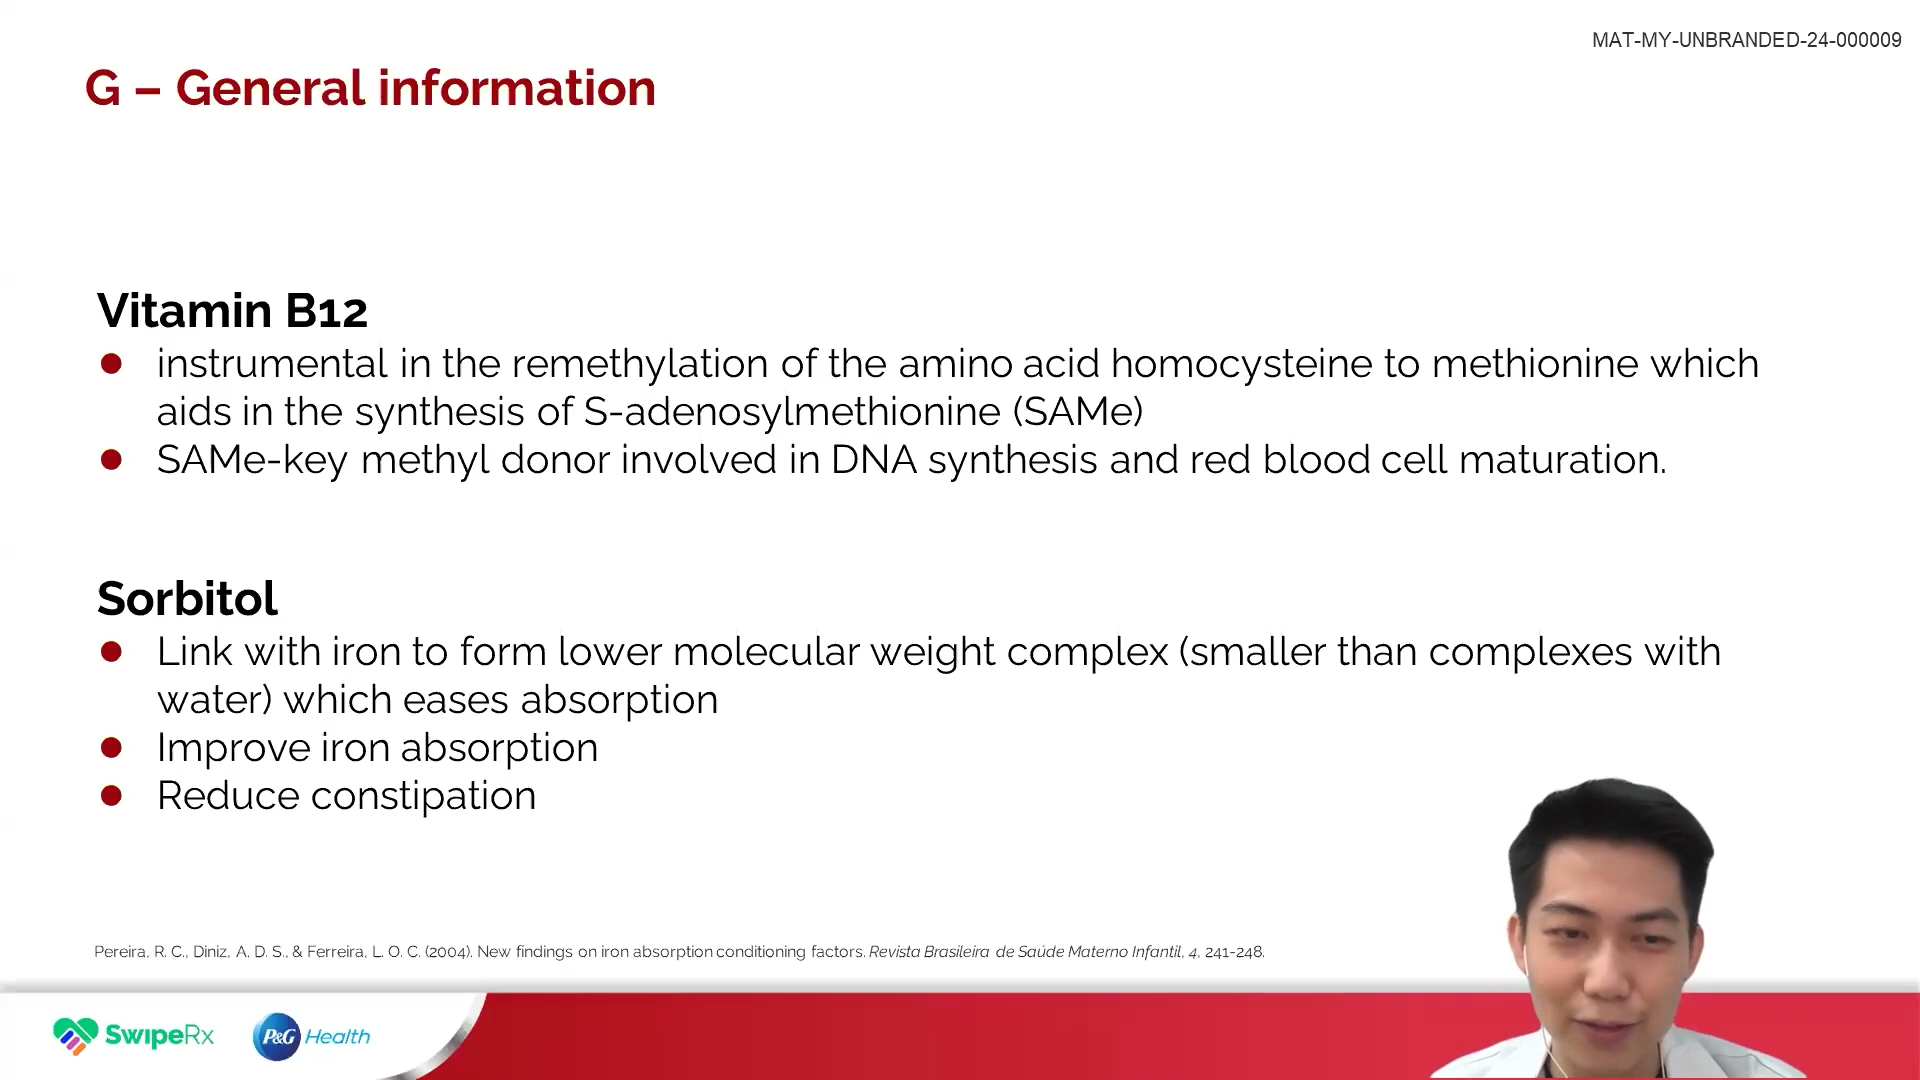 MAT-MY-UNBRANDED-24-000009
G – General information
Vitamin B12
● instrumental in the remethylation of the amino acid homocysteine to methionine which
aids in the synthesis of S-adenosylmethionine (SAMe)
● SAMe-key methyl donor involved in DNA synthesis and red blood cell maturation.
Sorbitol
● Link with iron to form lower molecular weight complex (smaller than complexes with
water) which eases absorption
● Improve iron absorption
● Reduce constipation
Pereira, R. C., Diniz, A. D. S., & Ferreira, L. O. C. (2004). New findings on iron absorption conditioning factors. Revista Brasileira de Saúde Materno Infantil, 4, 241-248.
SwipeRx P&G Health